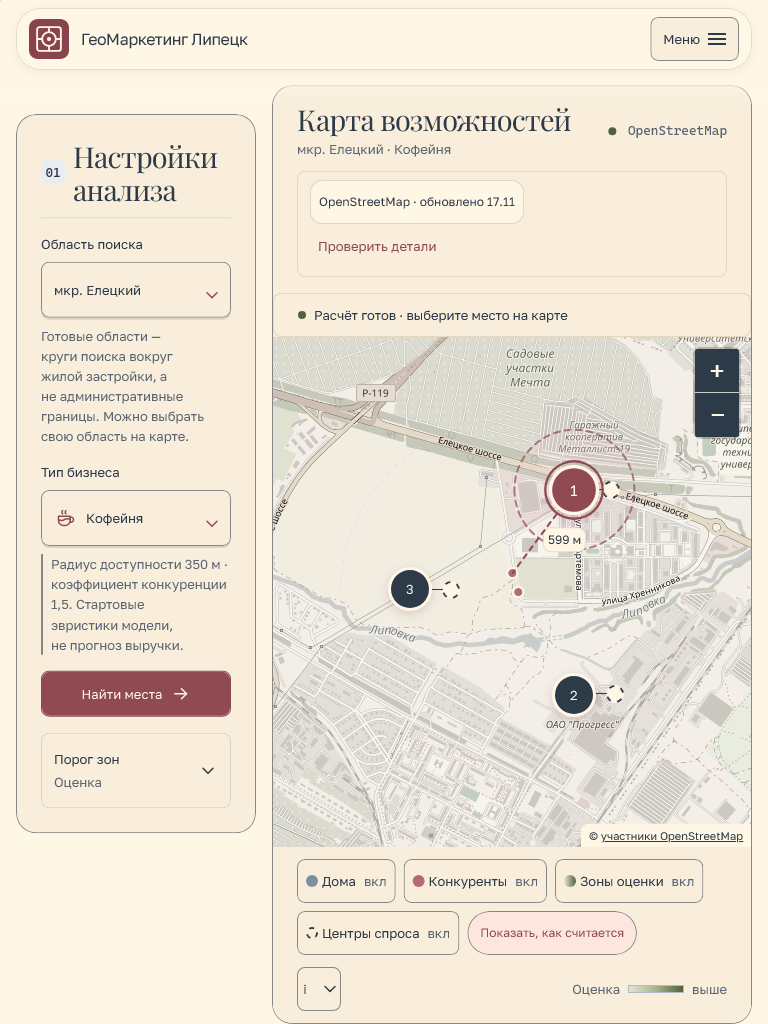 ГеоМаркетинг Липецк
Меню
01
Настройки
анализа
Область поиска
мкр. Елецкий
Готовые области —
круги поиска вокруг
жилой застройки, а
не административные
границы. Можно выбрать
свою область на карте.
Тип бизнеса
Кофейня
Радиус доступности 350 м ·
коэффициент конкуренции
1,5. Стартовые
эвристики модели,
не прогноз выручки.
Найти места
Порог зон
Оценка
Карта возможностей
OpenStreetMap
мкр. Елецкий · Кофейня
OpenStreetMap · обновлено 17.11
Проверить детали
Расчёт готов · выберите место на карте
Садовые
участки
Мечта
Р-119
+
−
Гаражный
кооператив
Металлист-19
Елецкое шоссе
1
Елецкое шоссе
шоссе
599 м
3
улица Хренникова
Липовка
Липовка
2
ОАО "Прогресс"
© участники OpenStreetMap
Дома вкл
Конкуренты вкл
Зоны оценки вкл
Центры спроса вкл
Показать, как считается
i
Оценка
выше